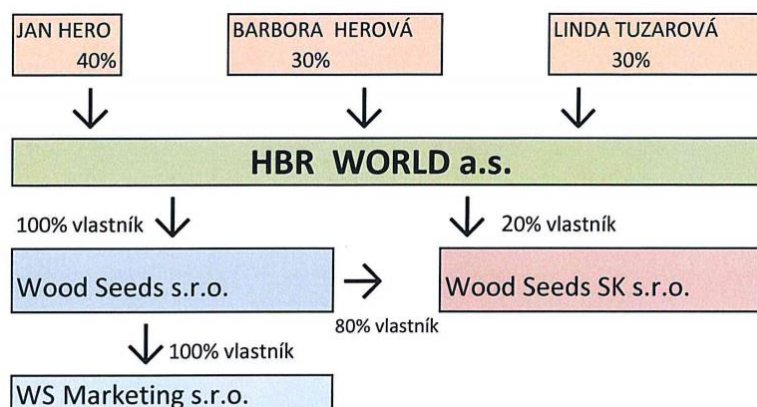 JAN HERO
40%
BARBORA HEROVÁ
30%
LINDA TUZAROVÁ
30%
HBR WORLD a.s.
100% vlastník
20% vlastník
Wood Seeds s.r.o.
Wood Seeds SK s.r.o.
80% vlastník
100% vlastník
WS Marketing s.r.o.